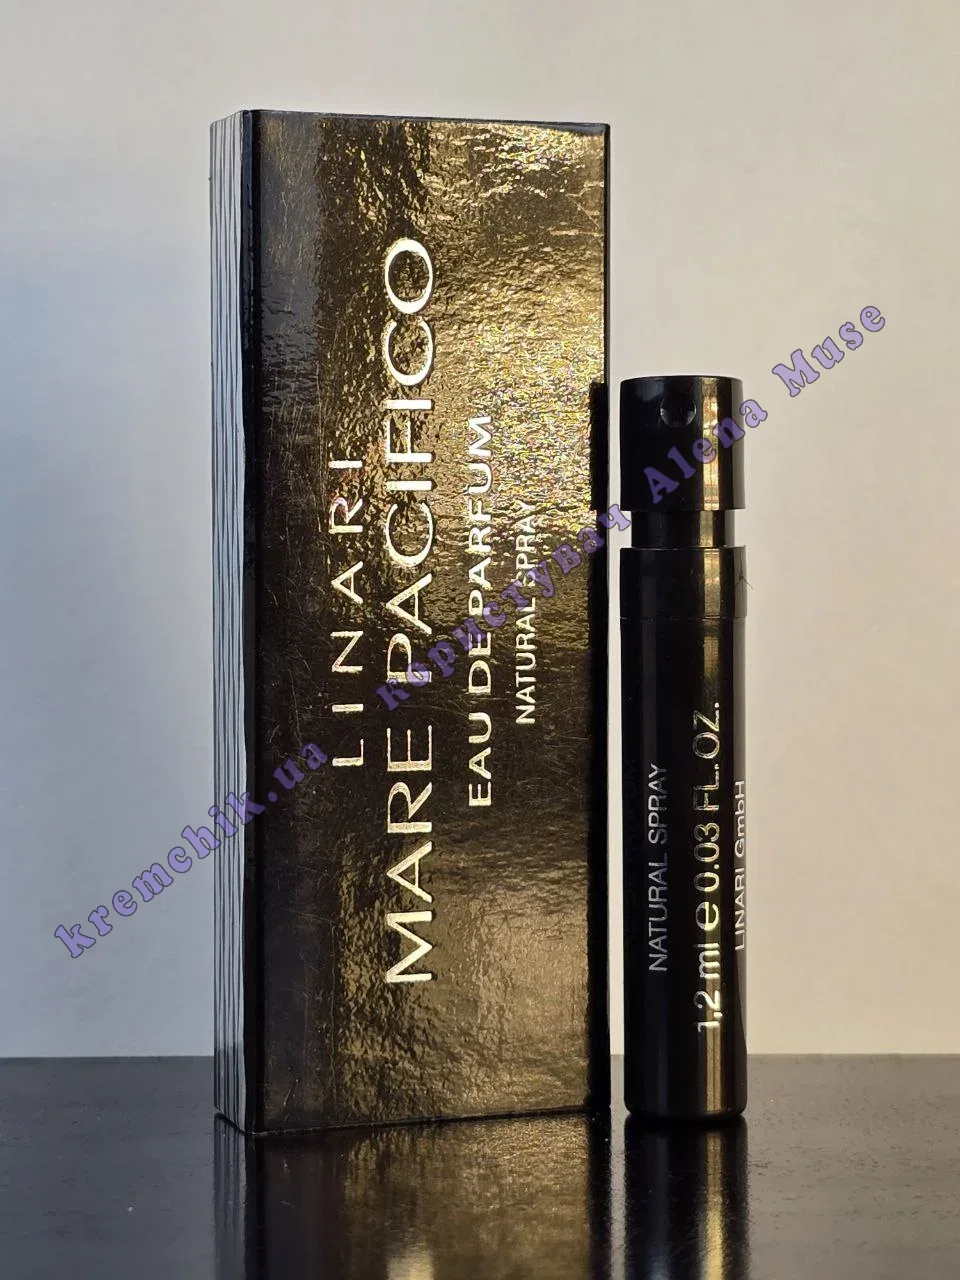 LINARI
MARE PACIFICO
EAU DE PARFUM
NATURAL SPRAY
NATURAL SPRAY
1,2 ml e 0.03 FL. OZ.
LINARI GmbH
kremchik.ua користувач Alena Muse